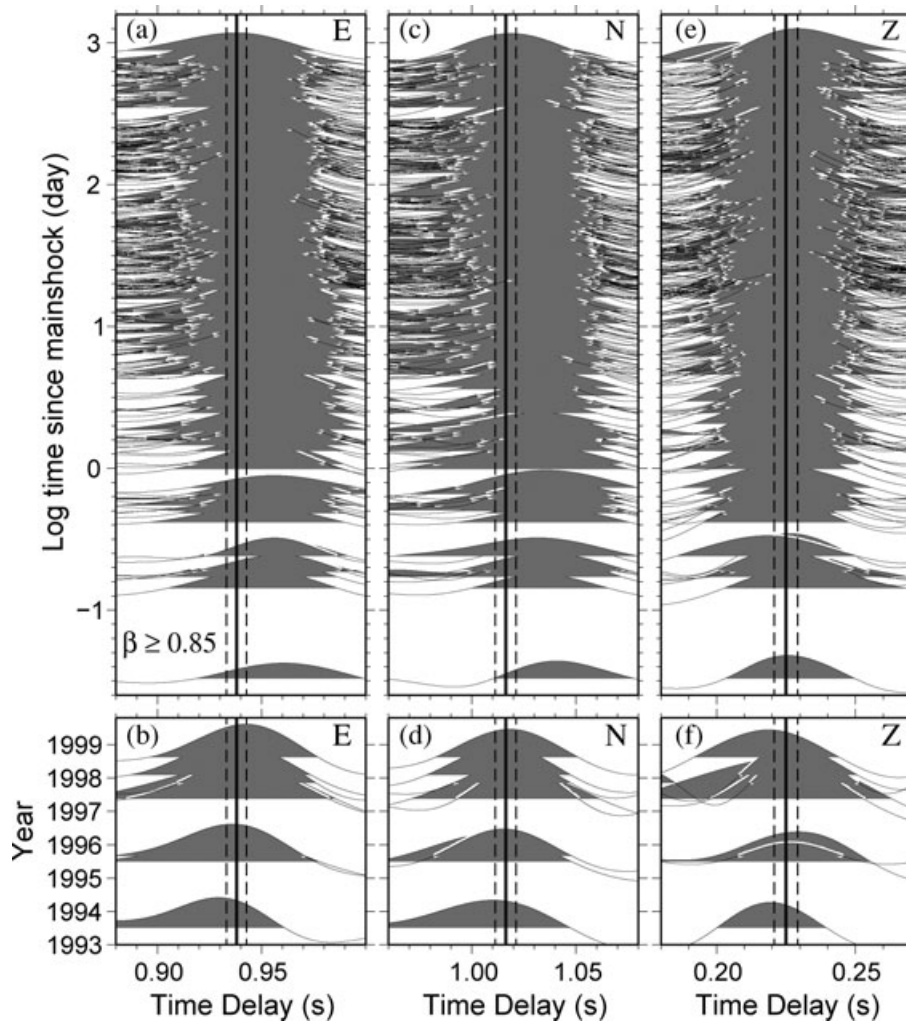 (a) E (c) N (e) Z
3
2
1
0
−1
Log time since mainshock (day)
β ≥ 0.85
(b) E (d) N (f) Z
1999
1998
1997
1996
1995
1994
1993
Year
0.90 0.95 1.00 1.05 0.20 0.25
Time Delay (s) Time Delay (s) Time Delay (s)